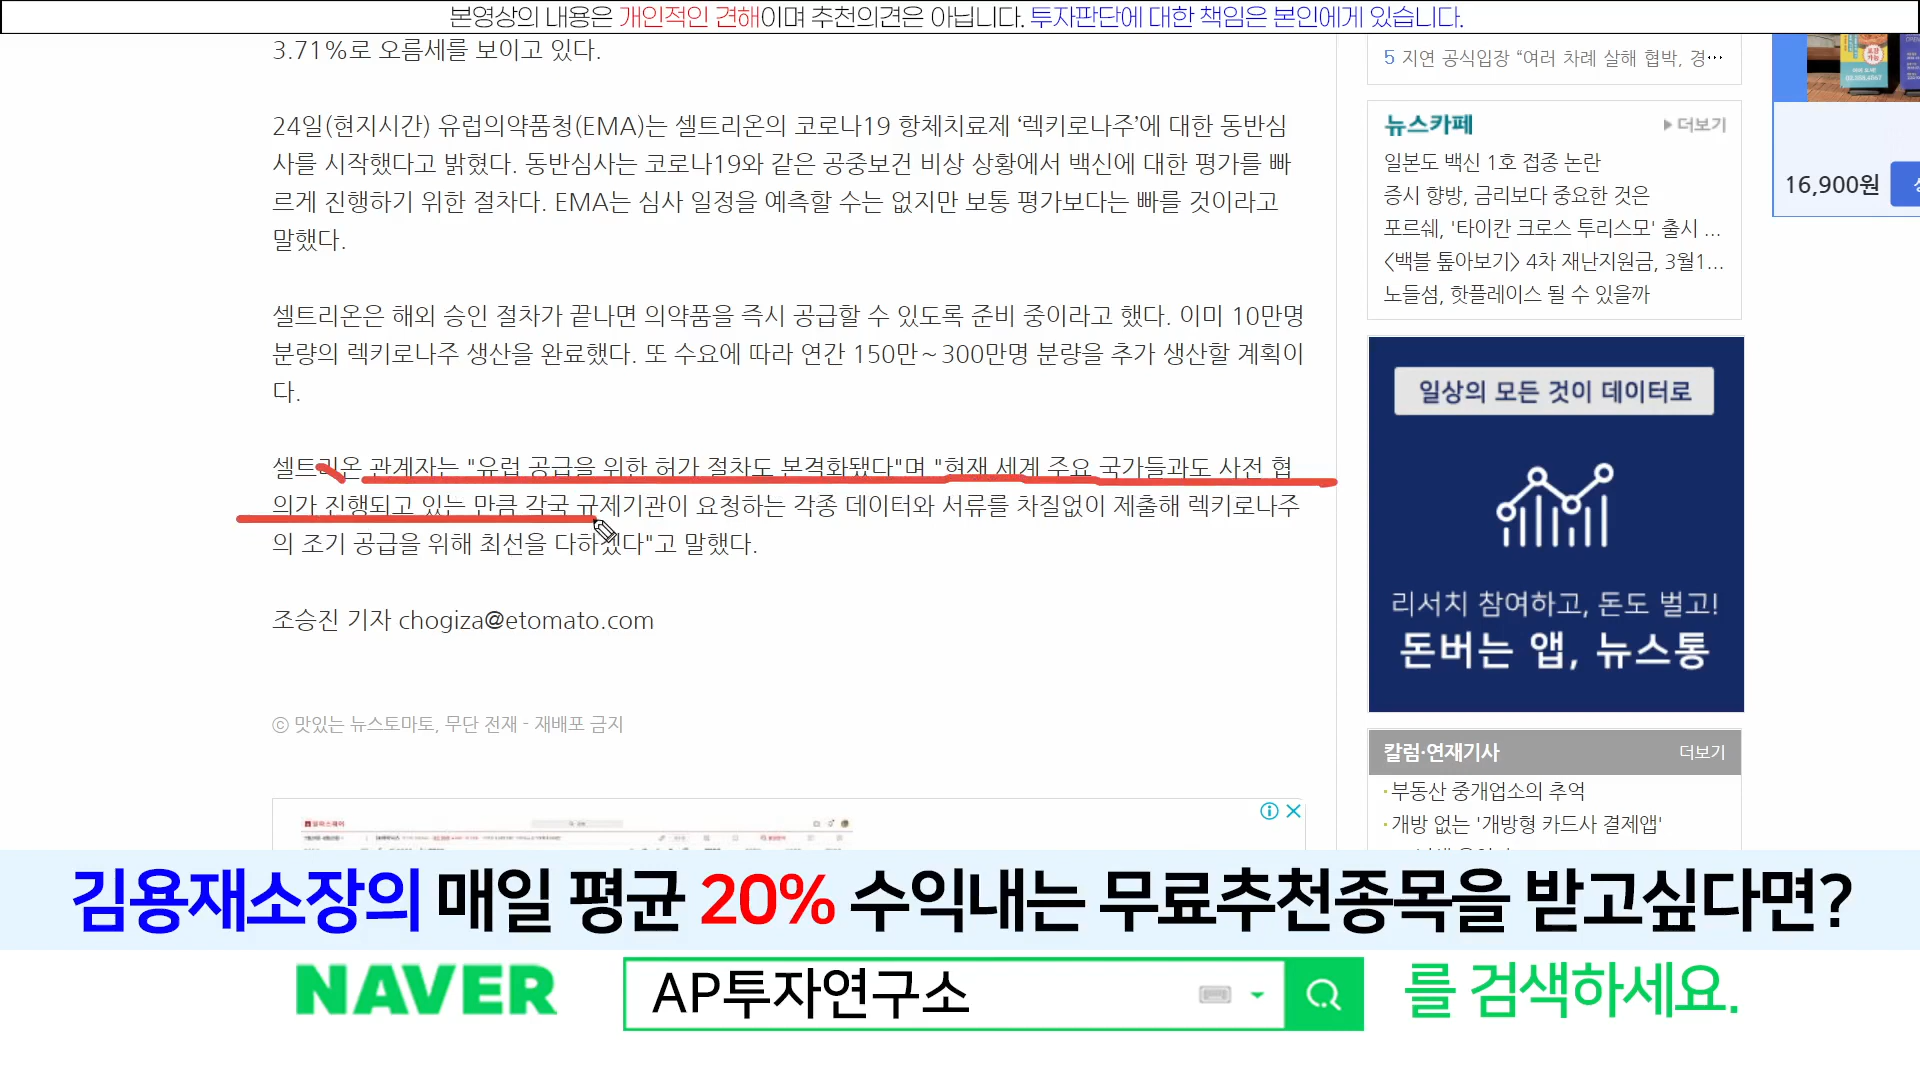 본영상의 내용은 개인적인 견해이며 추천의견은 아닙니다. 투자판단에 대한 책임은 본인에게 있습니다.
3.71%로 오름세를 보이고 있다.
24일(현지시간) 유럽의약품청(EMA)는 셀트리온의 코로나19 항체치료제 ‘렉키로나주’에 대한 동반심
사를 시작했다고 밝혔다. 동반심사는 코로나19와 같은 공중보건 비상 상황에서 백신에 대한 평가를 빠
르게 진행하기 위한 절차다. EMA는 심사 일정을 예측할 수는 없지만 보통 평가보다는 빠를 것이라고
말했다.
셀트리온은 해외 승인 절차가 끝나면 의약품을 즉시 공급할 수 있도록 준비 중이라고 했다. 이미 10만명
분량의 렉키로나주 생산을 완료했다. 또 수요에 따라 연간 150만~300만명 분량을 추가 생산할 계획이
다.
셀트리온 관계자는 "유럽 공급을 위한 허가 절차도 본격화됐다"며 "현재 세계 주요 국가들과도 사전 협
의가 진행되고 있는 만큼 각국 규제기관이 요청하는 각종 데이터와 서류를 차질없이 제출해 렉키로나주
의 조기 공급을 위해 최선을 다하겠다"고 말했다.
조승진 기자 chogiza@etomato.com
ⓒ 맛있는 뉴스토마토, 무단 전재 - 재배포 금지
5 지연 공식입장 “여러 차례 살해 협박, 경…
뉴스카페
더보기
일본도 백신 1호 접종 논란
증시 향방, 금리보다 중요한 것은
포르쉐, '타이칸 크로스 투리스모' 출시 ...
〈백블 톺아보기〉 4차 재난지원금, 3월1...
노들섬, 핫플레이스 될 수 있을까
16,900원
일상의 모든 것이 데이터로
리서치 참여하고, 돈도 벌고!
돈버는 앱, 뉴스통
칼럼·연재기사
더보기
부동산 중개업소의 추억
개방 없는 '개방형 카드사 결제앱'
김용재소장의 매일 평균 20% 수익내는 무료추천종목을 받고싶다면?
NAVER
AP투자연구소
를 검색하세요.